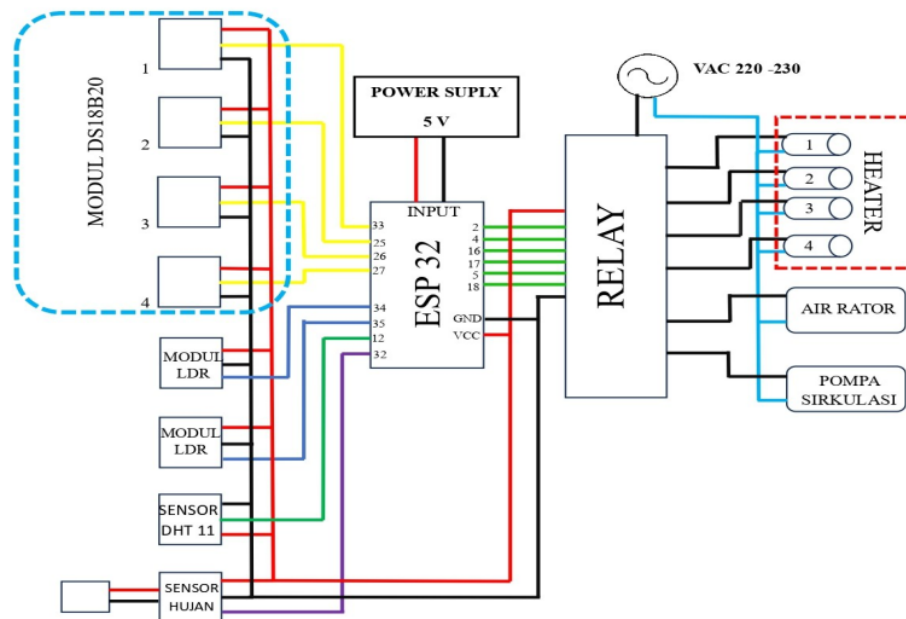 MODUL DS18B20
1
2
3
4
POWER SUPLY
5 V
VAC 220 -230
INPUT
ESP 32
33
25
26
27
34
35
12
32
2
4
16
17
5
18
GND
VCC
RELAY
1
2
3
4
HEATER
AIR RATOR
POMPA
SIRKULASI
MODUL
LDR
MODUL
LDR
SENSOR
DHT 11
SENSOR
HUJAN